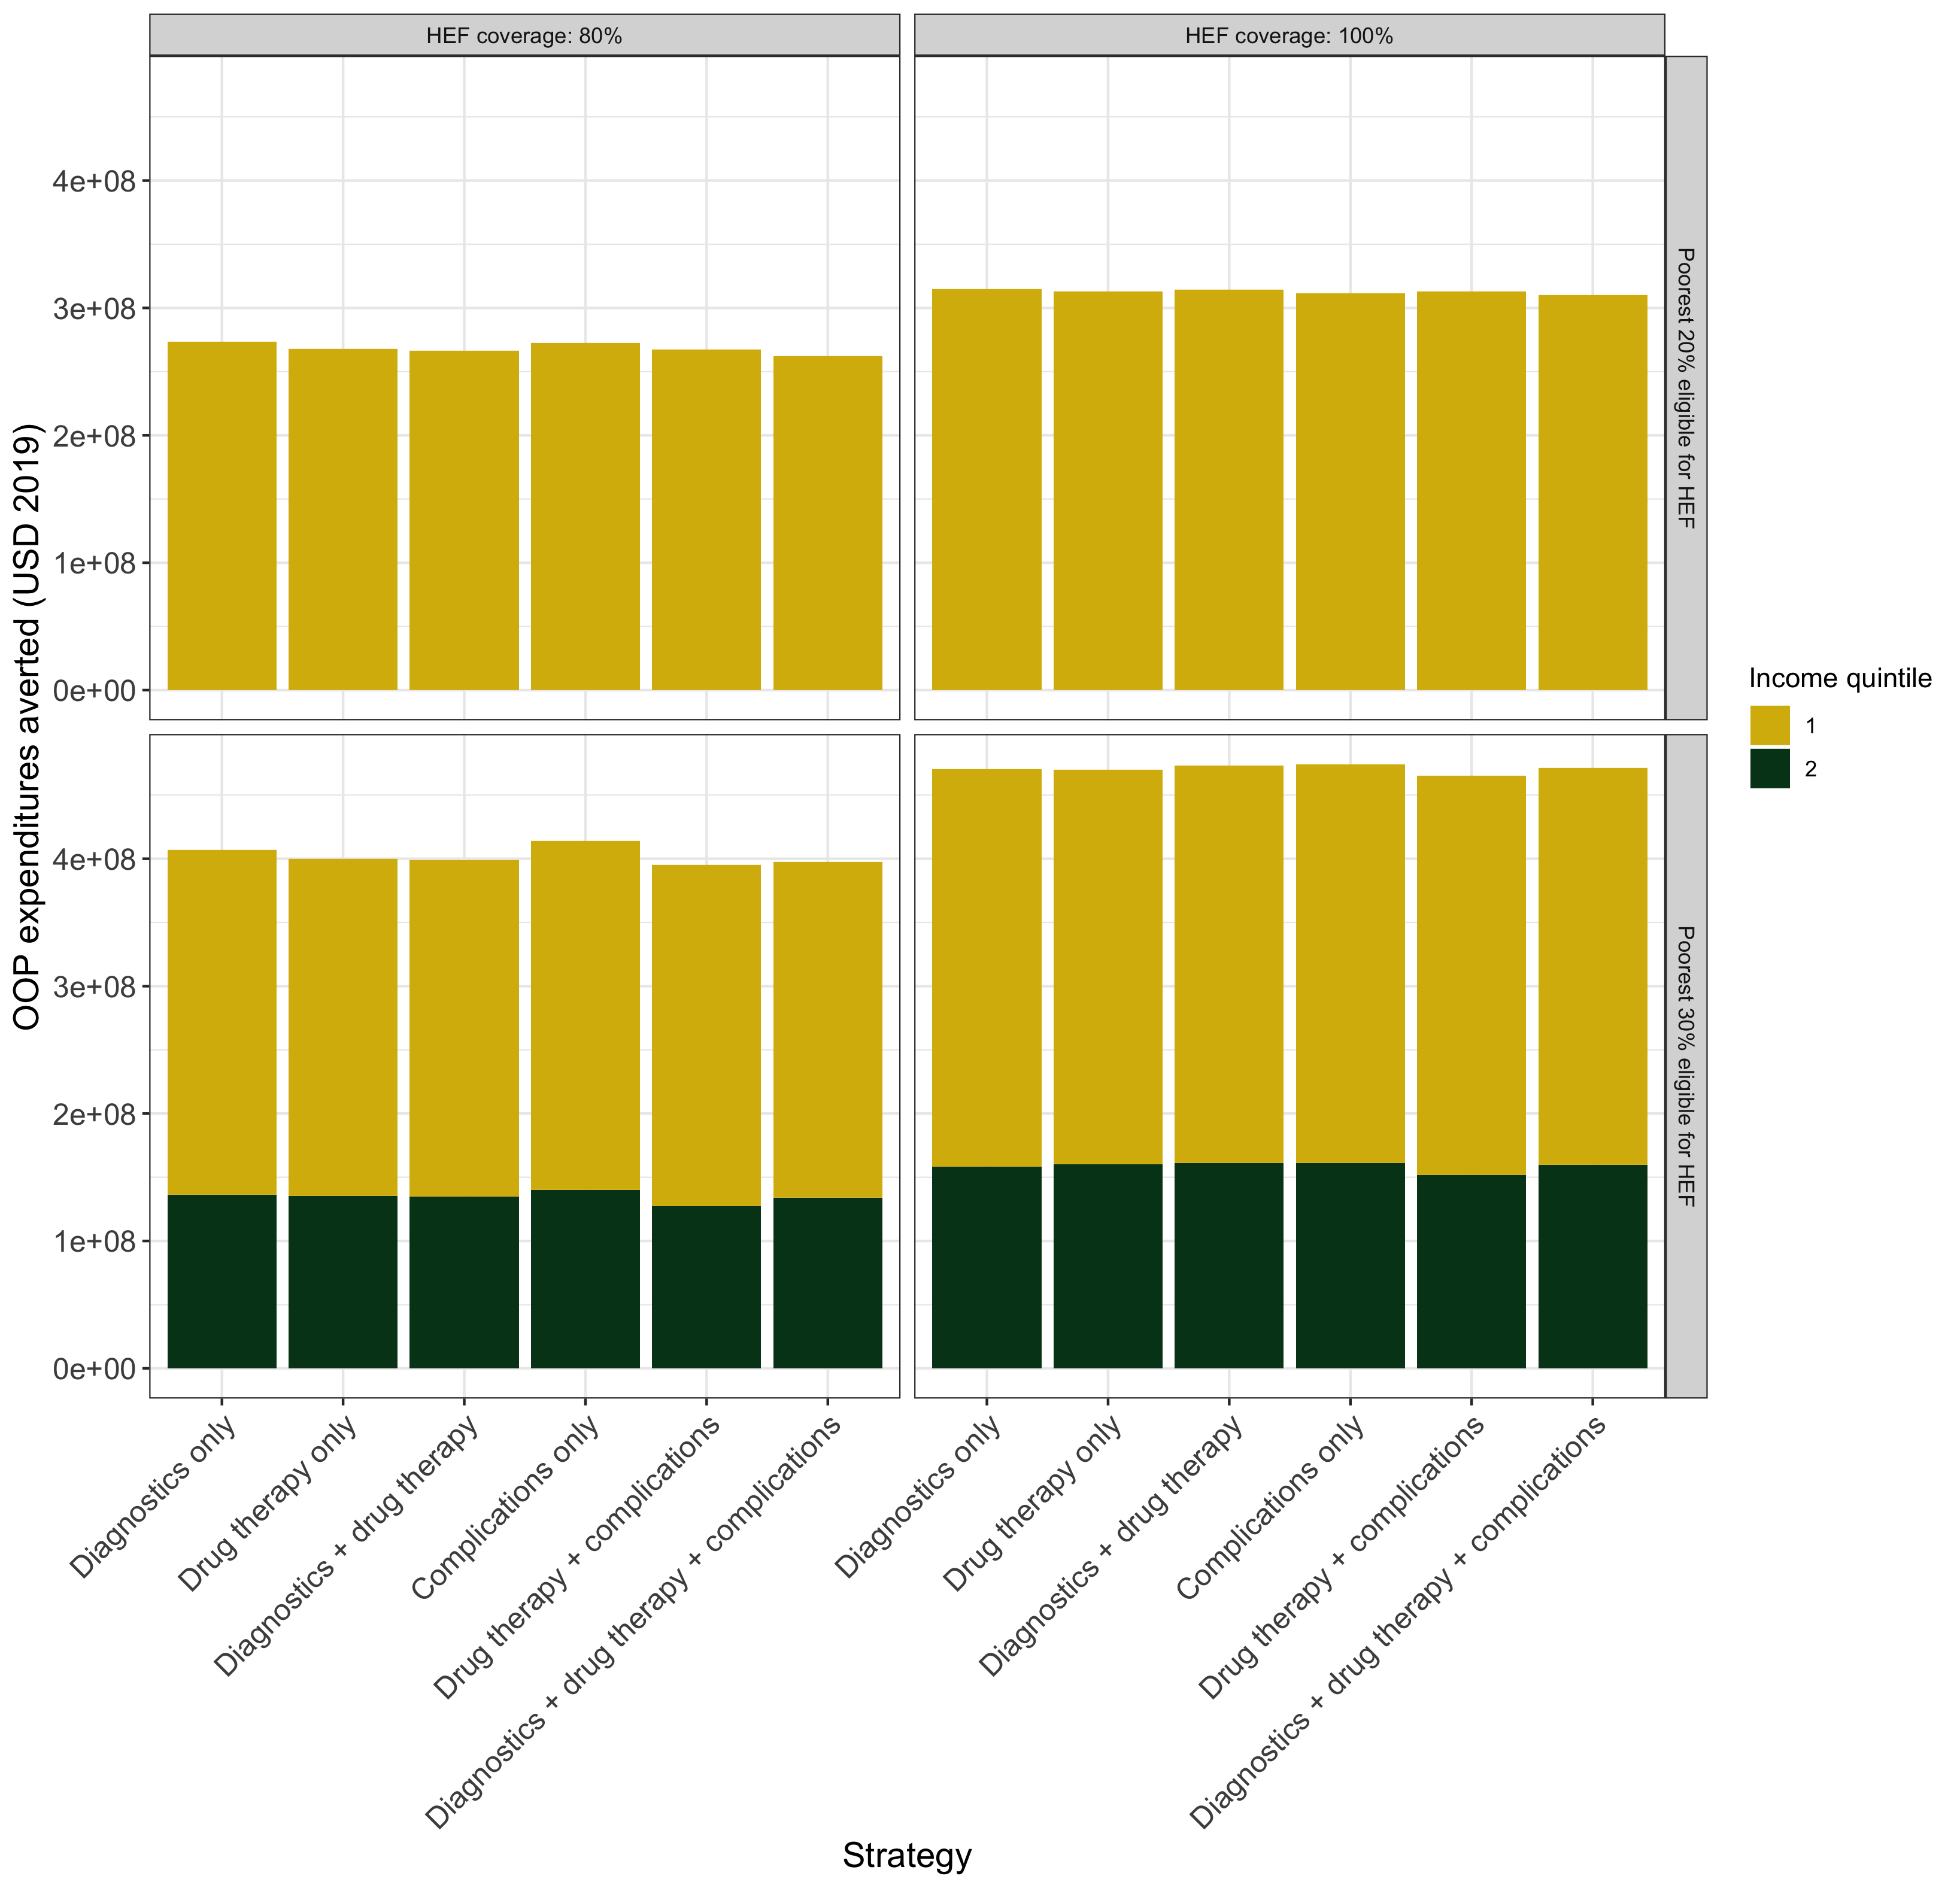 HEF coverage: 80%
HEF coverage: 100%
OOP expenditures averted (USD 2019)
4e+08
3e+08
2e+08
1e+08
0e+00
Poorest 20% eligible for HEF
4e+08
3e+08
2e+08
1e+08
0e+00
Poorest 30% eligible for HEF
Income quintile
1
2
Diagnostics only
Drug therapy only
Diagnostics + drug therapy
Complications only
Drug therapy + complications
Diagnostics + drug therapy + complications
Diagnostics only
Drug therapy only
Diagnostics + drug therapy
Complications only
Drug therapy + complications
Diagnostics + drug therapy + complications
Strategy